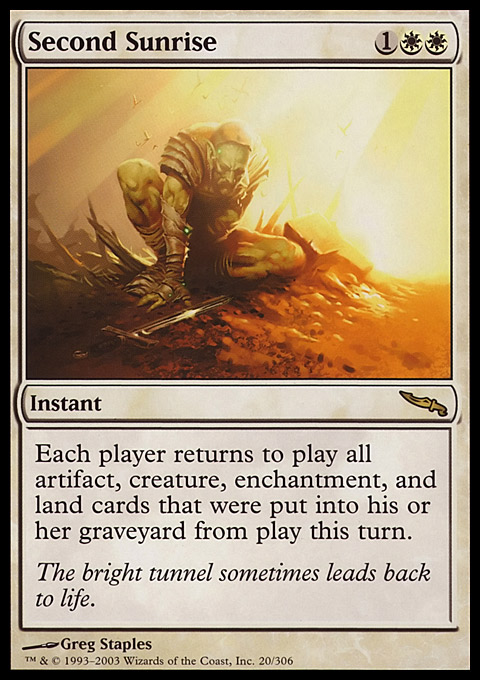 Second Sunrise 1
Instant
Each player returns to play all
artifact, creature, enchantment, and
land cards that were put into his or
her graveyard from play this turn.
The bright tunnel sometimes leads back
to life.
Greg Staples
™ & © 1993–2003 Wizards of the Coast, Inc. 20/306